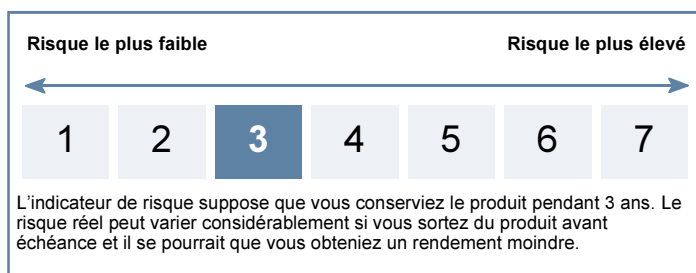 Risque le plus faible Risque le plus élevé
1 2 3 4 5 6 7
L'indicateur de risque suppose que vous conserviez le produit pendant 3 ans. Le
risque réel peut varier considérablement si vous sortez du produit avant
échéance et il se pourrait que vous obteniez un rendement moindre.